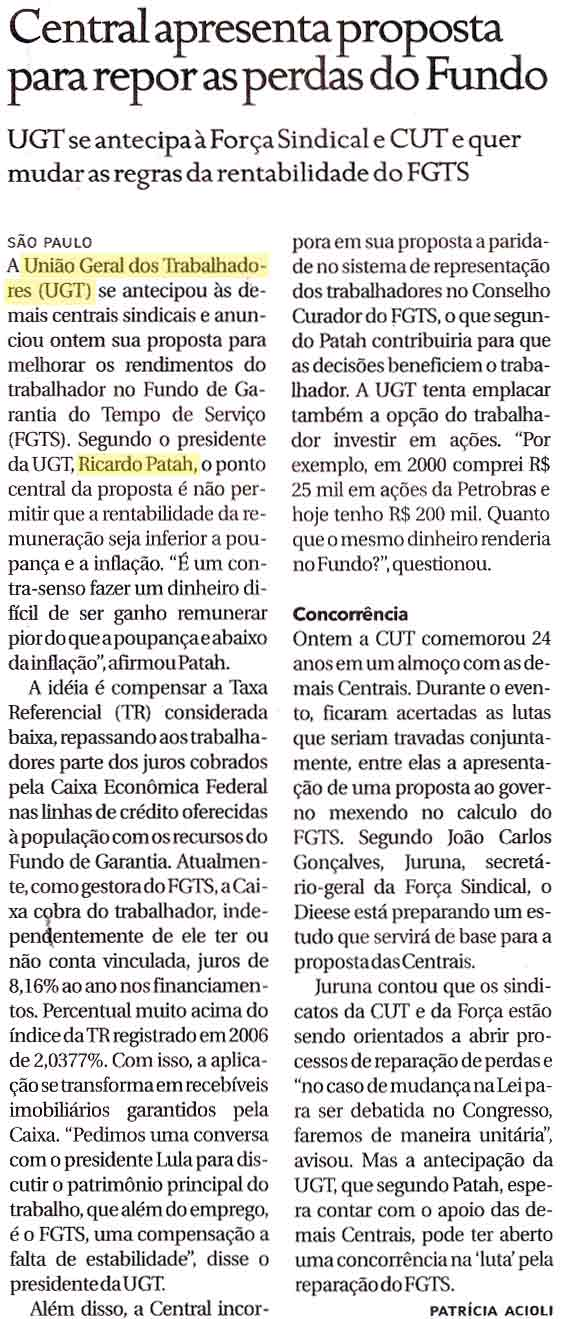 Central apresenta proposta
para repor as perdas do Fundo
UGT se antecipa à Força Sindical e CUT e quer
mudar as regras da rentabilidade do FGTS
SÃO PAULO
A União Geral dos Trabalhado-
res (UGT) se antecipou às de-
mais centrais sindicais e anun-
ciou ontem sua proposta para
melhorar os rendimentos do
trabalhador no Fundo de Ga-
rantia do Tempo de Serviço
(FGTS). Segundo o presidente
da UGT, Ricardo Patah, o ponto
central da proposta é não per-
mitir que a rentabilidade da re-
muneração seja inferior a pou-
pança e a inflação. “É um con-
tra-senso fazer um dinheiro di-
fícil de ser ganho remunerar
pior do que a poupança e abaixo
da inflação”, afirmou Patah.
A idéia é compensar a Taxa
Referencial (TR) considerada
baixa, repassando aos trabalha-
dores parte dos juros cobrados
pela Caixa Econômica Federal
nas linhas de crédito oferecidas
à população com os recursos do
Fundo de Garantia. Atualmen-
te, como gestora do FGTS, a Cai-
xa cobra do trabalhador, inde-
pendentemente de ele ter ou
não conta vinculada, juros de
8,16% ao ano nos financiamen-
tos. Percentual muito acima do
índice da TR registrado em 2006
de 2,0377%. Com isso, a aplica-
ção se transforma em recebíveis
imobiliários garantidos pela
Caixa. “Pedimos uma conversa
com o presidente Lula para dis-
cutir o patrimônio principal do
trabalho, que além do emprego,
é o FGTS, uma compensação a
falta de estabilidade”, disse o
presidente da UGT.
Além disso, a Central incor-
pora em sua proposta a parida-
de no sistema de representação
dos trabalhadores no Conselho
Curador do FGTS, o que segun-
do Patah contribuiria para que
as decisões beneficiem o traba-
lhador. A UGT tenta emplacar
também a opção do trabalha-
dor investir em ações. “Por
exemplo, em 2000 comprei R$
25 mil em ações da Petrobras e
hoje tenho R$ 200 mil. Quanto
que o mesmo dinheiro renderia
no Fundo?”, questionou.
Concorrência
Ontem a CUT comemorou 24
anos em um almoço com as de-
mais Centrais. Durante o even-
to, ficaram acertadas as lutas
que seriam travadas conjunta-
mente, entre elas a apresenta-
ção de uma proposta ao gover-
no mexendo no calculo do
FGTS. Segundo João Carlos
Gonçalves, Juruna, secretá-
rio-geral da Força Sindical, o
Dieese está preparando um es-
tudo que servirá de base para a
proposta das Centrais.
Juruna contou que os sindi-
catos da CUT e da Força estão
sendo orientados a abrir pro-
cessos de reparação de perdas e
“no caso de mudança na Lei pa-
ra ser debatida no Congresso,
faremos de maneira unitária”,
avisou. Mas a antecipação da
UGT, que segundo Patah, espe-
ra contar com o apoio das de-
mais Centrais, pode ter aberto
uma concorrência na ‘luta’ pela
reparação do FGTS.
PATRÍCIA ACIOLI